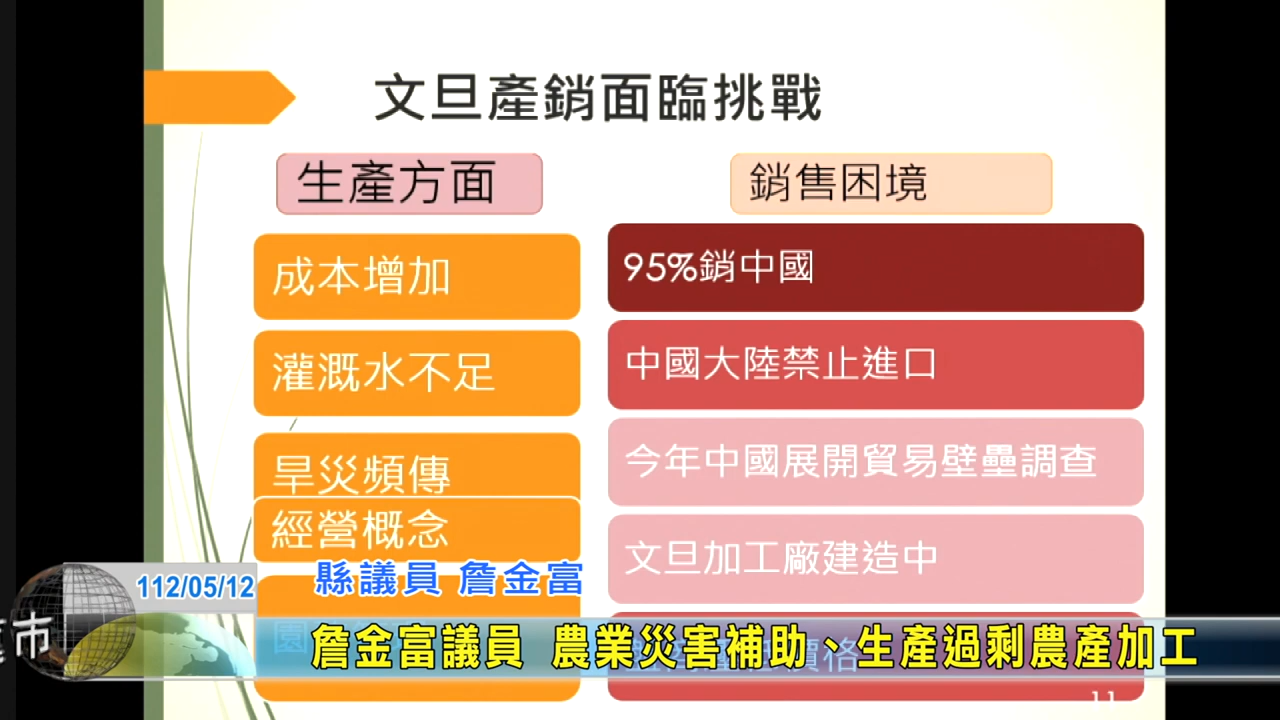 文旦產銷面臨挑戰
生產方面
成本增加
灌溉水不足
旱災頻傳
經營概念
銷售困境
95%銷中國
中國大陸禁止進口
今年中國展開貿易壁壘調查
文旦加工廠建造中
價格
11
112/05/12
縣議員 詹金富
市
詹金富議員 農業災害補助、生產過剩農產加工